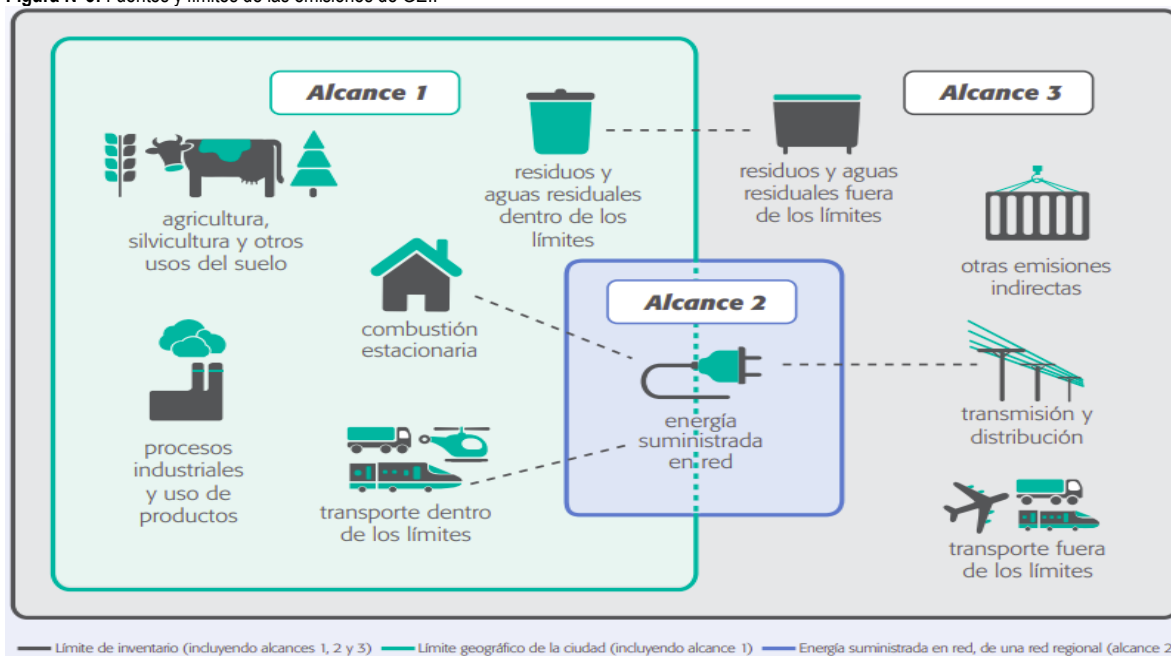 Alcance 1
Alcance 3
residuos y
aguas residuales
dentro de los
límites
residuos y aguas
residuales fuera
de los límites
agricultura,
silvicultura y otros
usos del suelo
otras emisiones
indirectas
Alcance 2
combustión
estacionaria
energía
suministrada
en red
transmisión y
distribución
procesos
industriales
y uso de
productos
transporte dentro
de los límites
transporte fuera
de los límites
Límite de inventario (incluyendo alcances 1, 2 y 3)
Límite geográfico de la ciudad (incluyendo alcance 1)
Energía suministrada en red, de una red regional (alcance 2